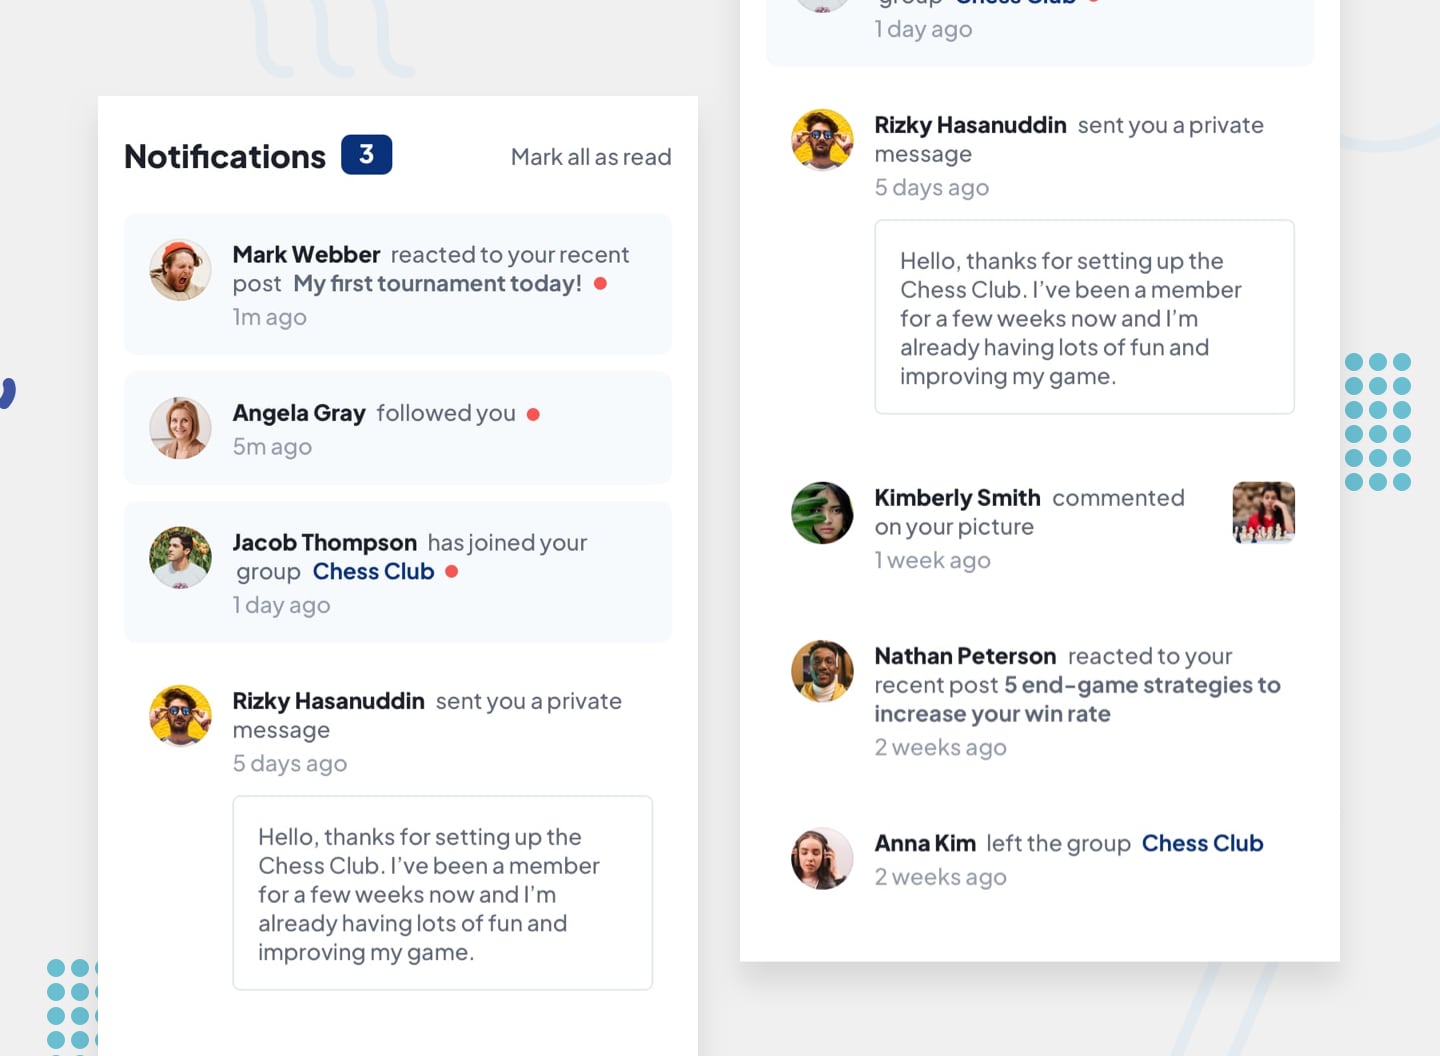 Notifications 3 Mark all as read
Mark Webber reacted to your recent
post My first tournament today!
1m ago
Angela Gray followed you
5m ago
Jacob Thompson has joined your
group Chess Club
1 day ago
Rizky Hasanuddin sent you a private
message
5 days ago
Hello, thanks for setting up the
Chess Club. I’ve been a member
for a few weeks now and I’m
already having lots of fun and
improving my game.
group Chess Club
1 day ago
Rizky Hasanuddin sent you a private
message
5 days ago
Hello, thanks for setting up the
Chess Club. I’ve been a member
for a few weeks now and I’m
already having lots of fun and
improving my game.
Kimberly Smith commented
on your picture
1 week ago
Nathan Peterson reacted to your
recent post 5 end-game strategies to
increase your win rate
2 weeks ago
Anna Kim left the group Chess Club
2 weeks ago